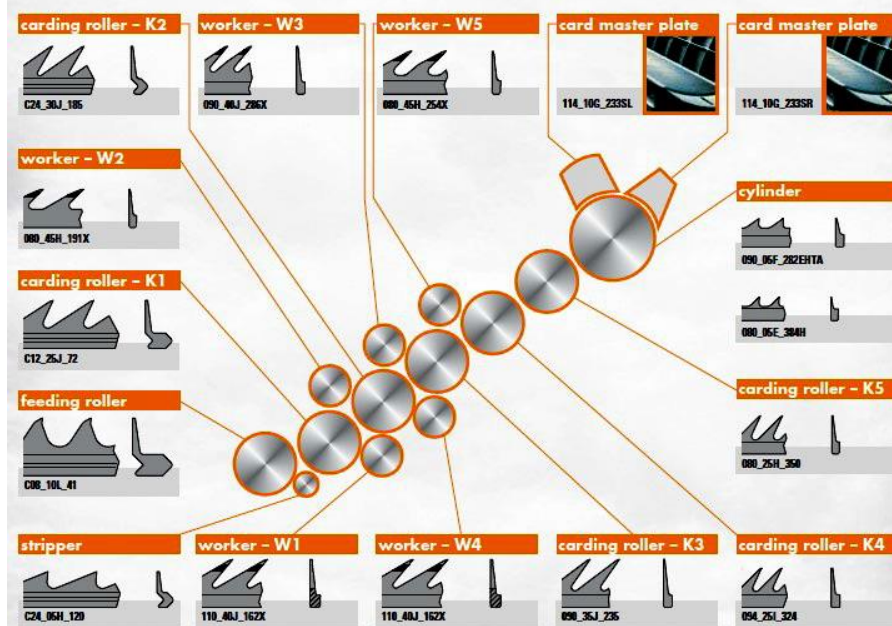 carding roller – K2
C24_30J_185
worker – W3
090_40J_286X
worker – W5
080_45H_254X
card master plate
114_10G_233SL
card master plate
114_10G_233SR
worker – W2
080_45H_191X
cylinder
090_05F_282EHTA
080_05E_384H
carding roller – K1
C12_25J_72
carding roller – K5
080_25H_350
feeding roller
C08_10L_41
stripper
C24_05H_120
worker – W1
110_40J_162X
worker – W4
110_40J_162X
carding roller – K3
090_35J_235
carding roller – K4
094_25I_324